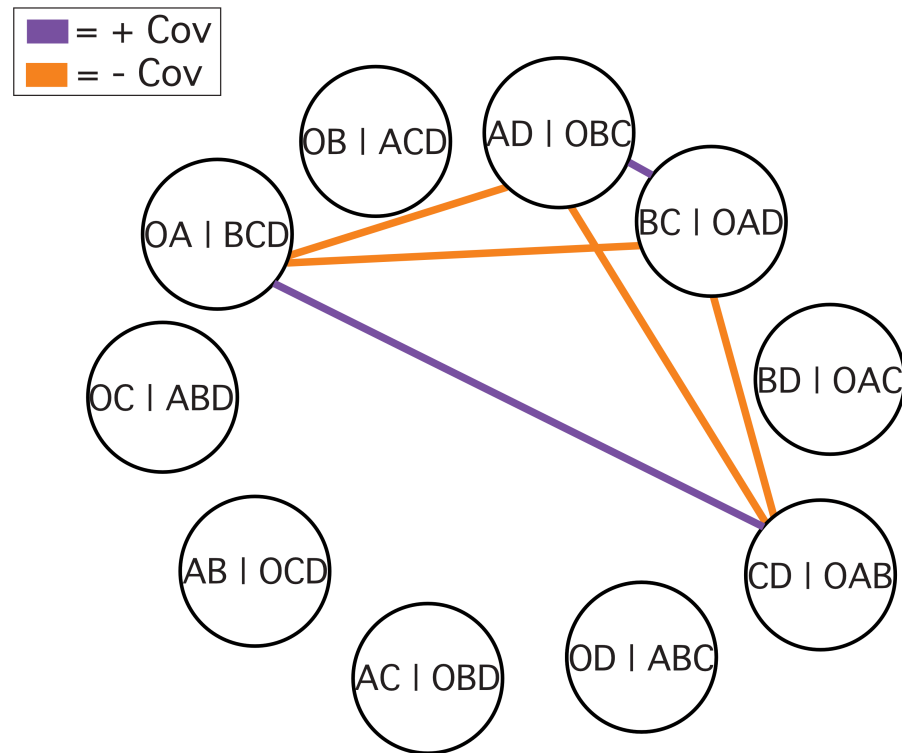 = + Cov
= - Cov
OB | ACD
AD | OBC
OA | BCD
BC | OAD
OC | ABD
BD | OAC
AB | OCD
CD | OAB
AC | OBD
OD | ABC